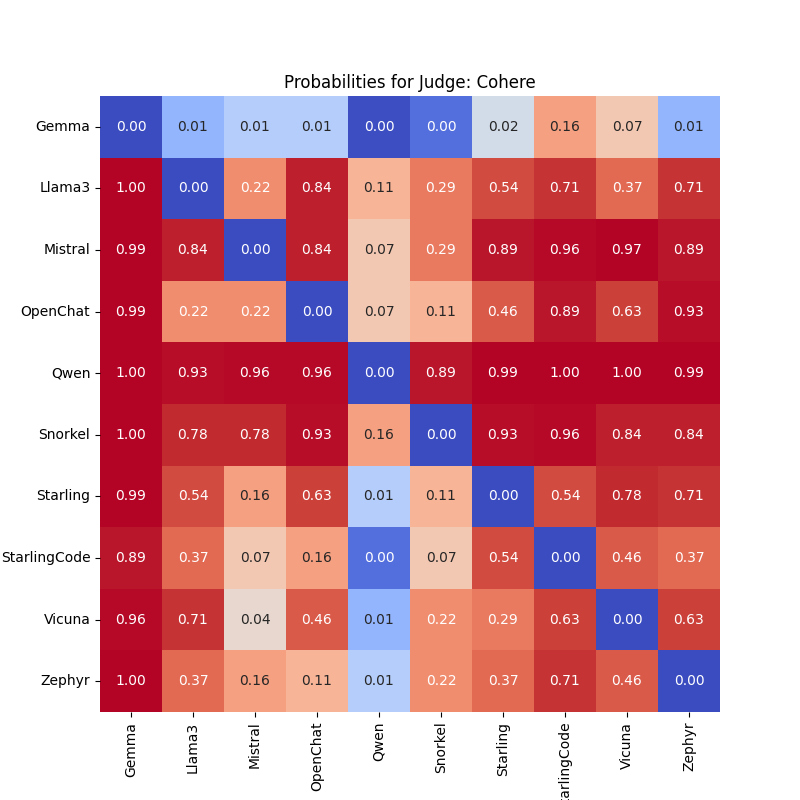 Probabilities for Judge: Cohere
Gemma 0.00 0.01 0.01 0.01 0.00 0.00 0.02 0.16 0.07 0.01
Llama3 1.00 0.00 0.22 0.84 0.11 0.29 0.54 0.71 0.37 0.71
Mistral 0.99 0.84 0.00 0.84 0.07 0.29 0.89 0.96 0.97 0.89
OpenChat 0.99 0.22 0.22 0.00 0.07 0.11 0.46 0.89 0.63 0.93
Qwen 1.00 0.93 0.96 0.96 0.00 0.89 0.99 1.00 1.00 0.99
Snorkel 1.00 0.78 0.78 0.93 0.16 0.00 0.93 0.96 0.84 0.84
Starling 0.99 0.54 0.16 0.63 0.01 0.11 0.00 0.54 0.78 0.71
StarlingCode 0.89 0.37 0.07 0.16 0.00 0.07 0.54 0.00 0.46 0.37
Vicuna 0.96 0.71 0.04 0.46 0.01 0.22 0.29 0.63 0.00 0.63
Zephyr 1.00 0.37 0.16 0.11 0.01 0.22 0.37 0.71 0.46 0.00
Gemma
Llama3
Mistral
OpenChat
Qwen
Snorkel
Starling
arlingCode
Vicuna
Zephyr